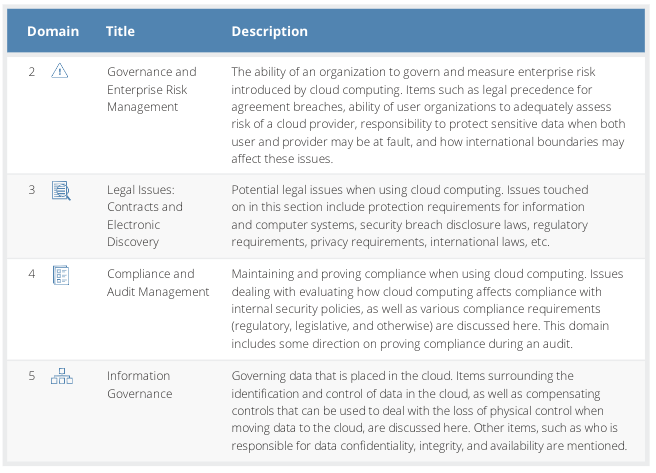 Domain Title Description
2 Governance and Enterprise Risk Management
The ability of an organization to govern and measure enterprise risk
introduced by cloud computing. Items such as legal precedence for
agreement breaches, ability of user organizations to adequately assess
risk of a cloud provider, responsibility to protect sensitive data when both
user and provider may be at fault, and how international boundaries may
affect these issues.
3 Legal Issues: Contracts and Electronic Discovery
Potential legal issues when using cloud computing. Issues touched
on in this section include protection requirements for information
and computer systems, security breach disclosure laws, regulatory
requirements, privacy requirements, international laws, etc.
4 Compliance and Audit Management
Maintaining and proving compliance when using cloud computing. Issues
dealing with evaluating how cloud computing affects compliance with
internal security policies, as well as various compliance requirements
(regulatory, legislative, and otherwise) are discussed here. This domain
includes some direction on proving compliance during an audit.
5 Information Governance
Governing data that is placed in the cloud. Items surrounding the
identification and control of data in the cloud, as well as compensating
controls that can be used to deal with the loss of physical control when
moving data to the cloud, are discussed here. Other items, such as who is
responsible for data confidentiality, integrity, and availability are mentioned.